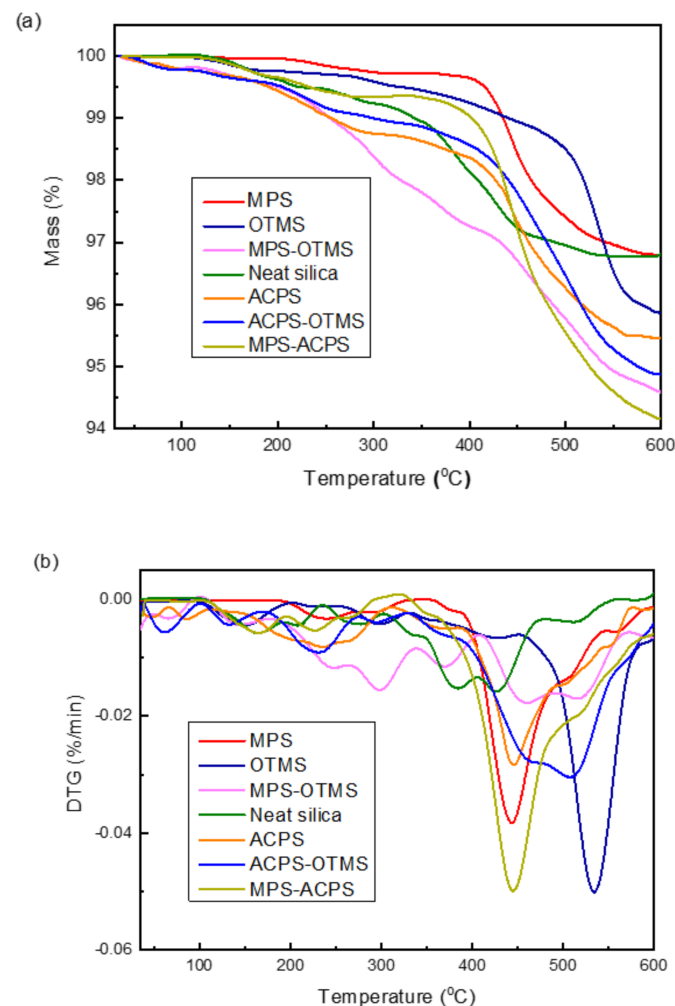 (a)
100
99
98
97
96
95
94
Mass (%)
MPS
OTMS
MPS-OTMS
Neat silica
ACPS
ACPS-OTMS
MPS-ACPS
100 200 300 400 500 600
Temperature (⁰C)
(b)
0.00
-0.02
-0.04
-0.06
DTG (%/min)
MPS
OTMS
MPS-OTMS
Neat silica
ACPS
ACPS-OTMS
MPS-ACPS
100 200 300 400 500 600
Temperature (⁰C)